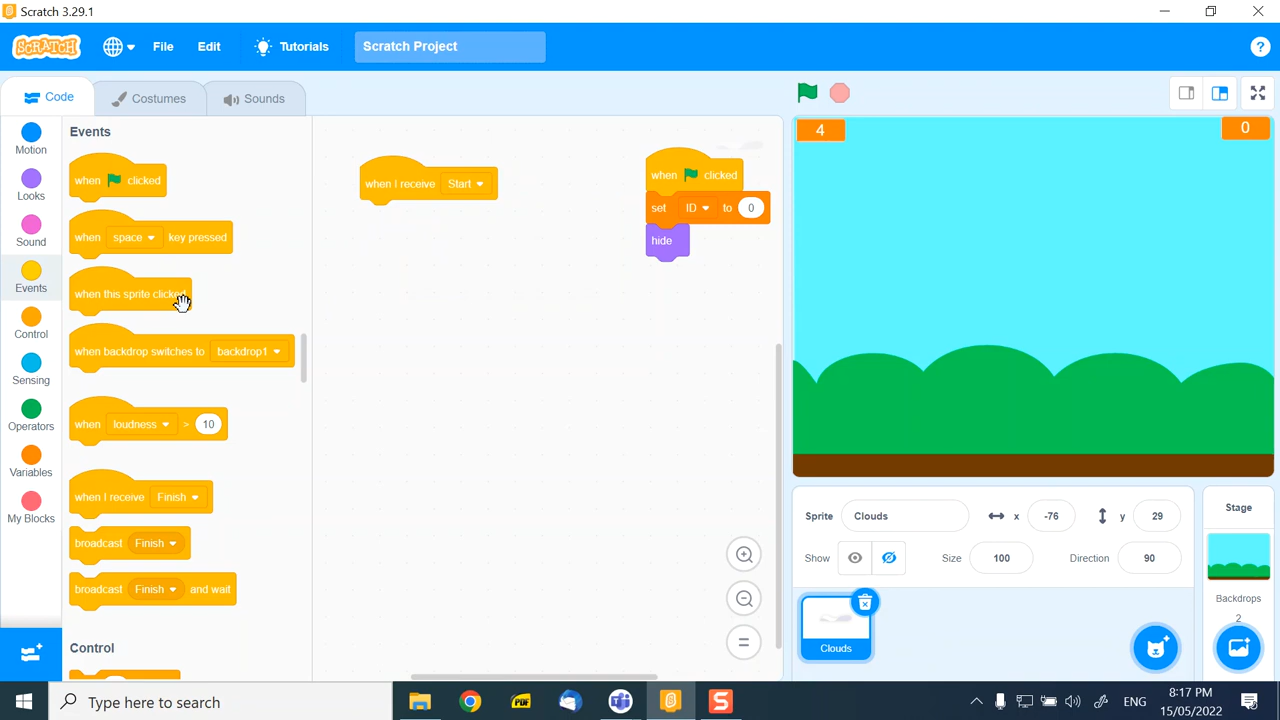 Scratch 3.29.1
SCRATCH
File
Edit
Tutorials
Scratch Project
?
Code
Costumes
Sounds
Motion
Looks
Sound
Events
Control
Sensing
Operators
Variables
My Blocks
Events
when clicked
when space key pressed
when this sprite clicked
when backdrop switches to backdrop1
when loudness > 10
when I receive Finish
broadcast Finish
broadcast Finish and wait
Control
when I receive Start
when clicked
set ID to 0
hide
4
0
Sprite Clouds x -76 y 29
Show Size 100 Direction 90
Clouds
Stage
Backdrops
2
Type here to search
PDF
ENG
8:17 PM
15/05/2022